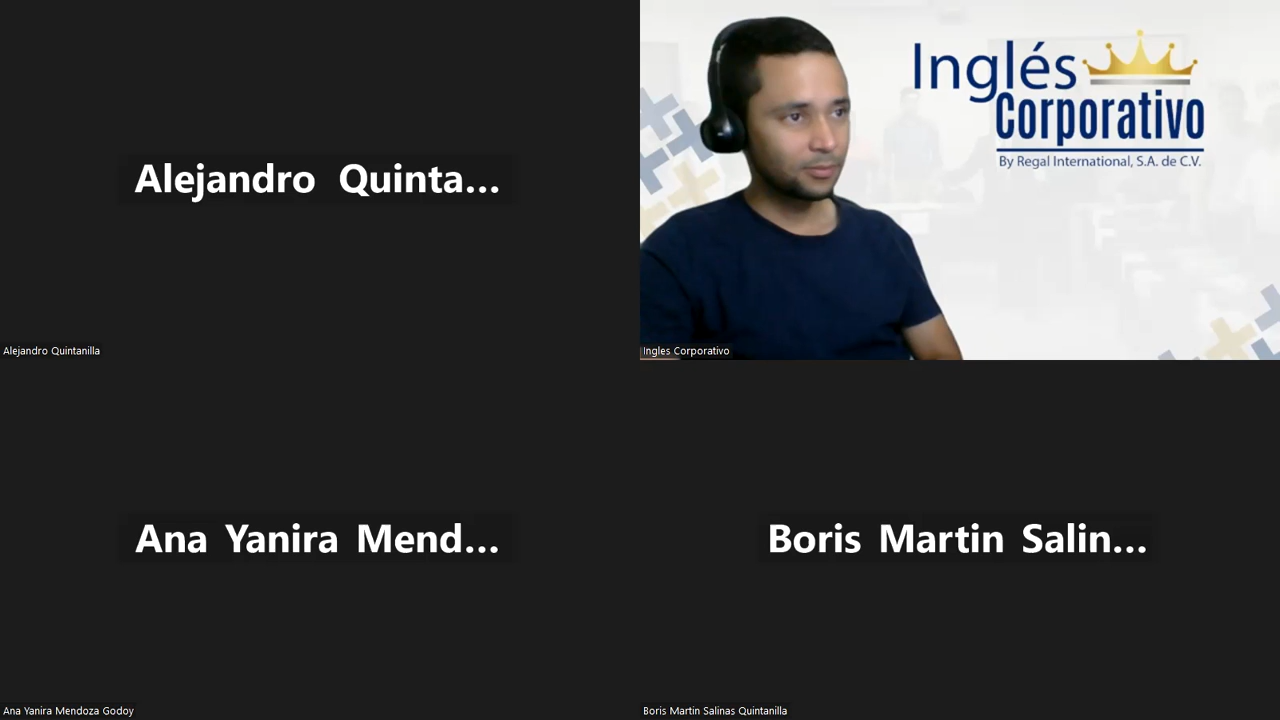 Alejandro Quinta...
Alejandro Quintanilla
Inglés
Corporativo
By Regal International, S.A. de C.V.
Ingles Corporativo
Ana Yanira Mend...
Ana Yanira Mendoza Godoy
Boris Martin Salin...
Boris Martin Salinas Quintanilla